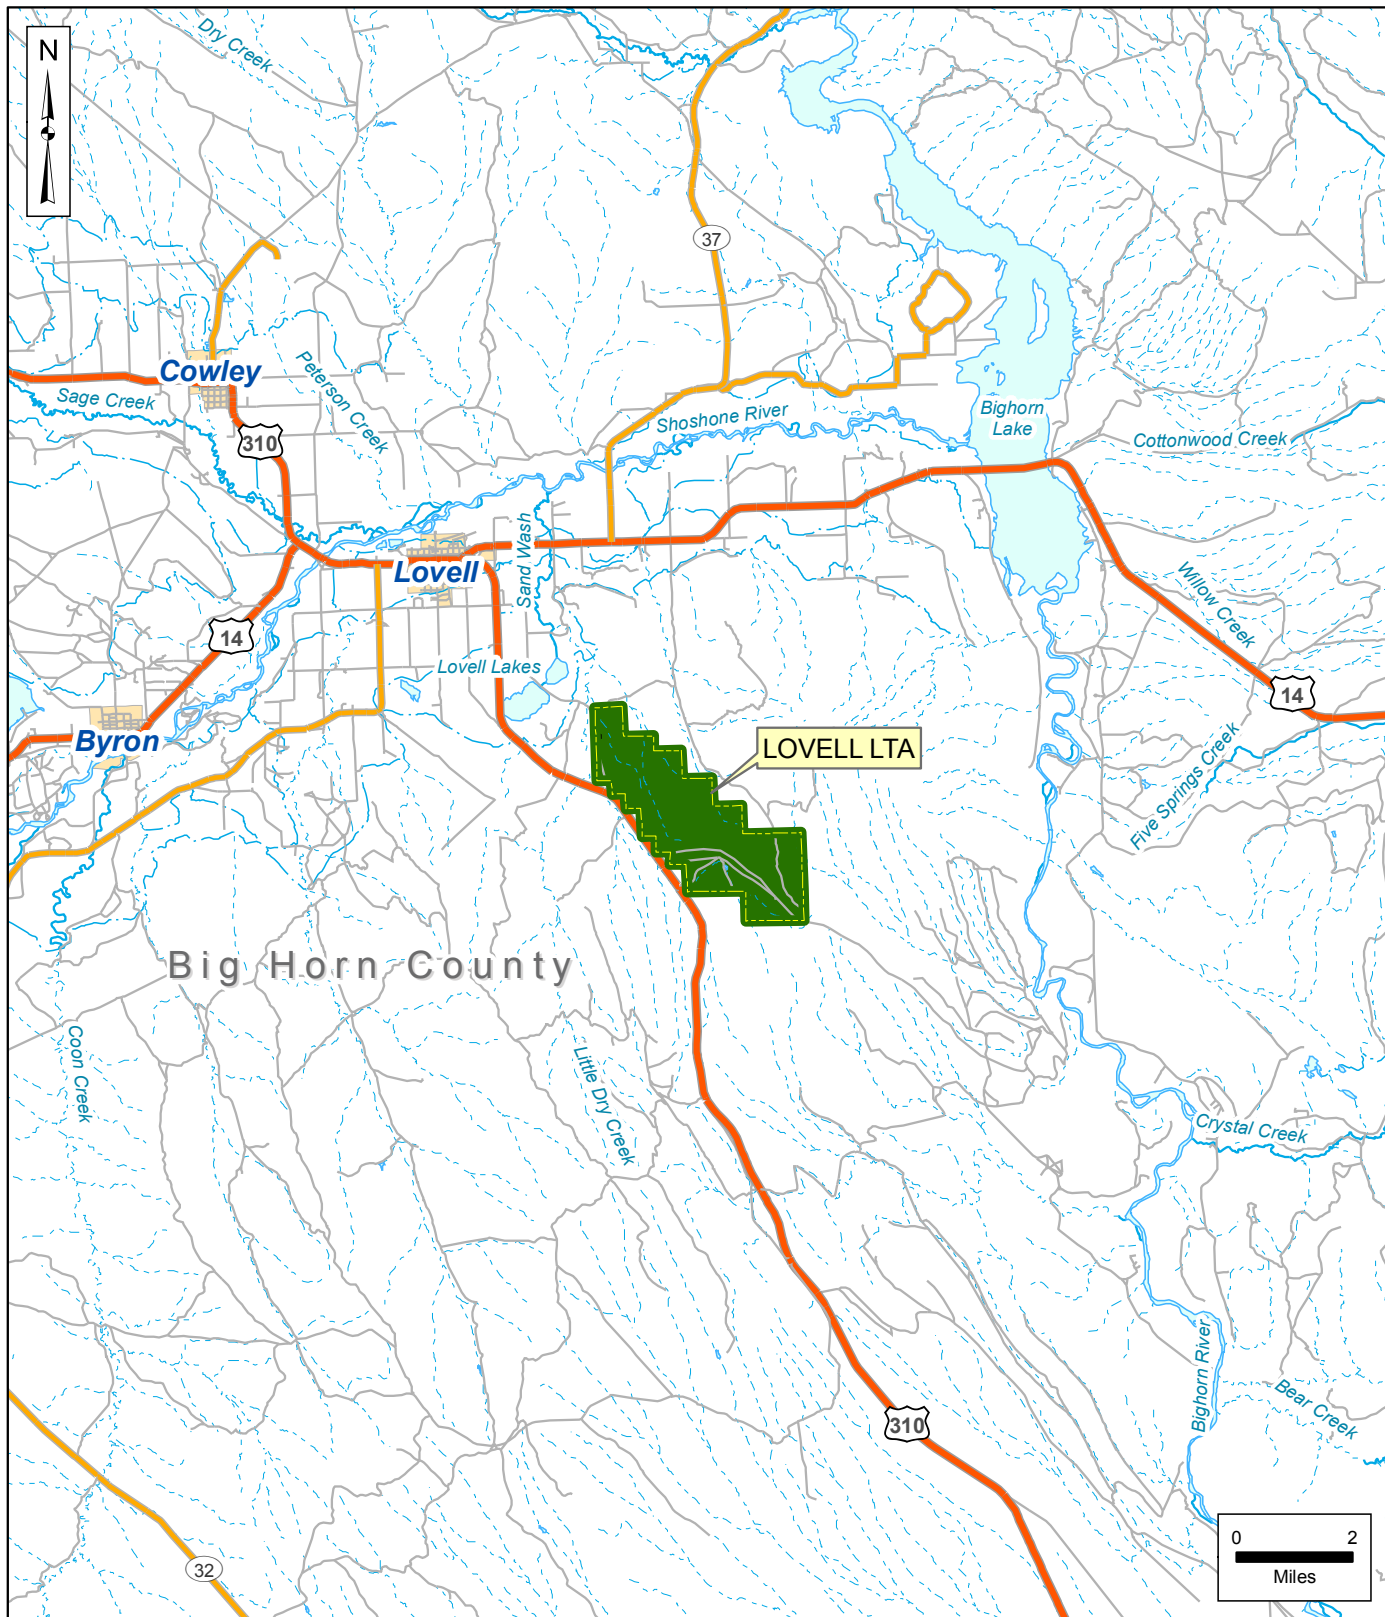 N
Dry Creek
37
Cowley
Sage Creek
Peterson Creek
310
Shoshone River
Bighorn
Lake
Cottonwood Creek
Sand Wash
Lovell
14
Willow Creek
Lovell Lakes
14
Byron
LOVELL LTA
Five Springs Creek
Big Horn County
Coon Creek
Little Dry Creek
Crystal Creek
Bighorn River
Bear Creek
310
32
0 2
Miles